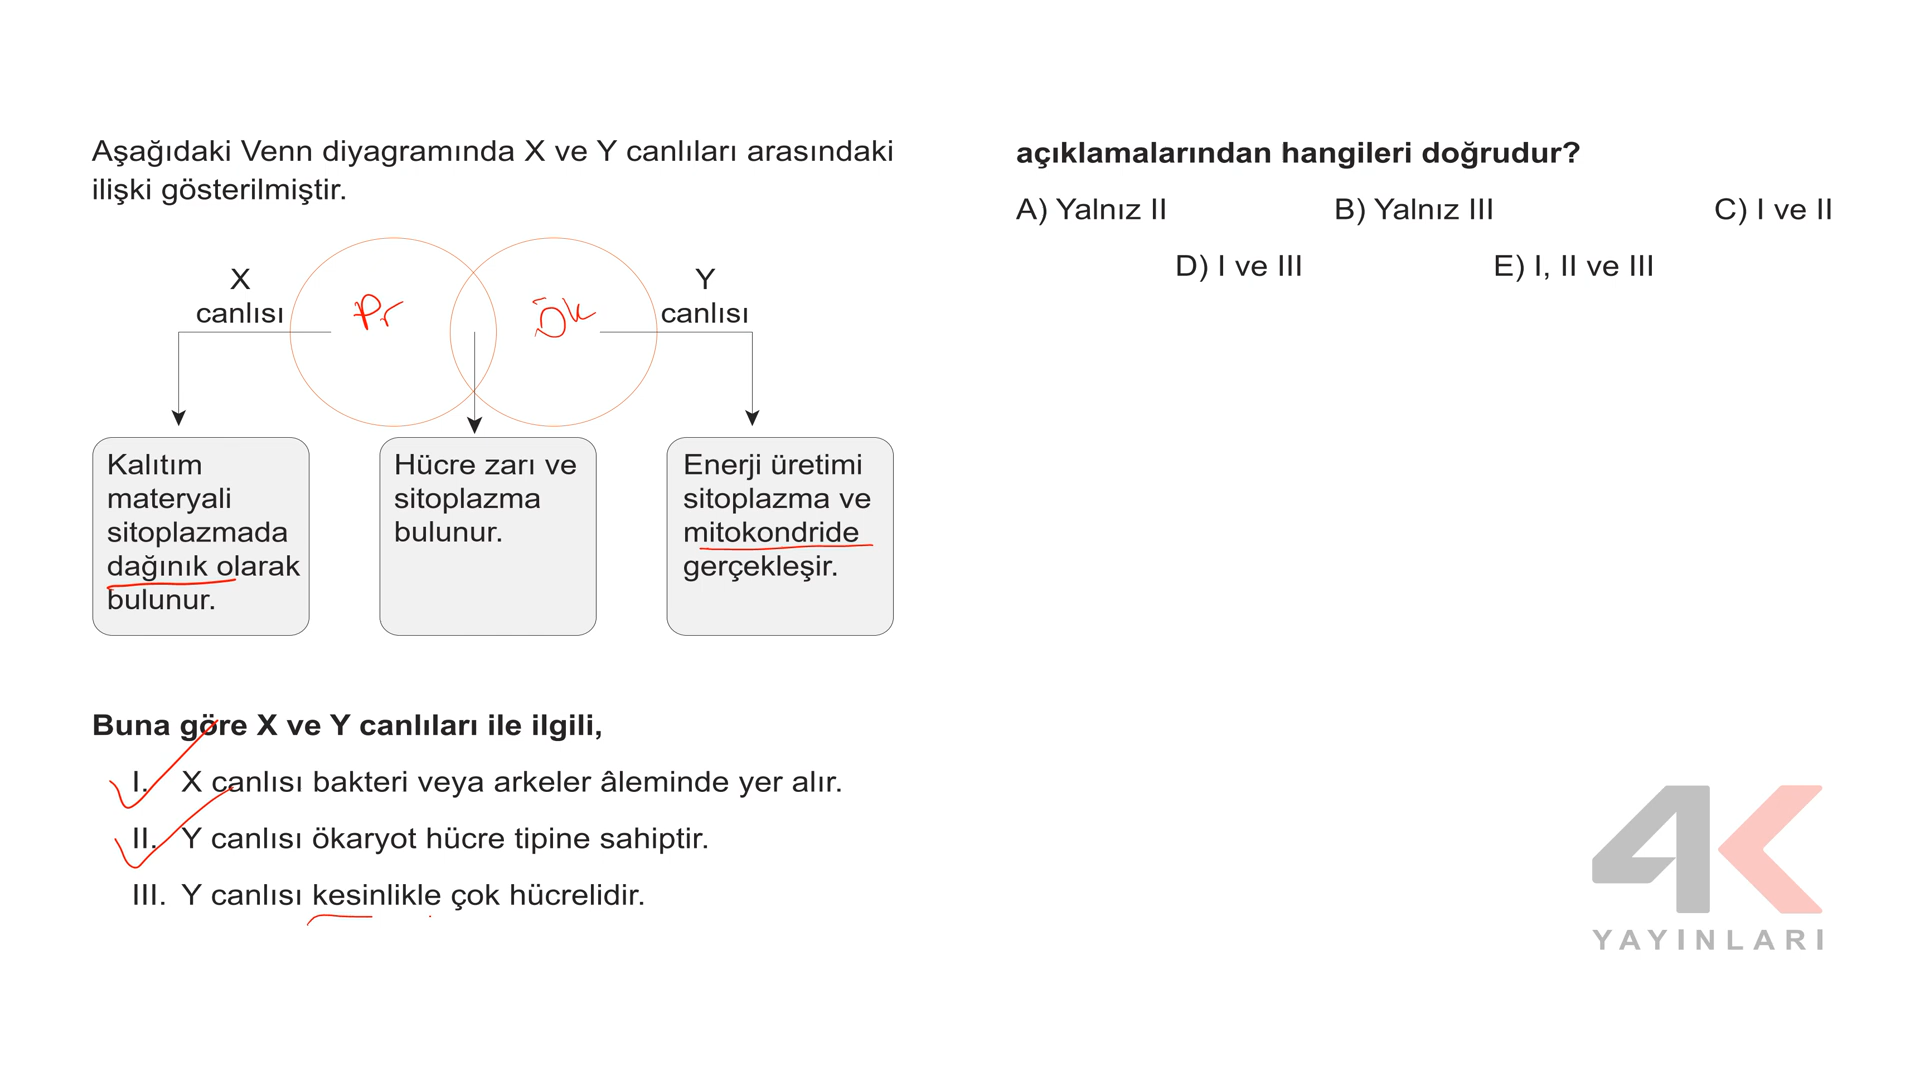 Aşağıdaki Venn diyagramında X ve Y canlıları arasındaki
ilişki gösterilmiştir.
X
canlısı
Pr
Ök
Y
canlısı
Kalıtım
materyali
sitoplazmada
dağınık olarak
bulunur.
Hücre zarı ve
sitoplazma
bulunur.
Enerji üretimi
sitoplazma ve
mitokondride
gerçekleşir.
Buna göre X ve Y canlıları ile ilgili,
I. X canlısı bakteri veya arkeler âleminde yer alır.
II. Y canlısı ökaryot hücre tipine sahiptir.
III. Y canlısı kesinlikle çok hücrelidir.
açıklamalarından hangileri doğrudur?
A) Yalnız II B) Yalnız III C) I ve II
D) I ve III E) I, II ve III
4K
YAYINLARI